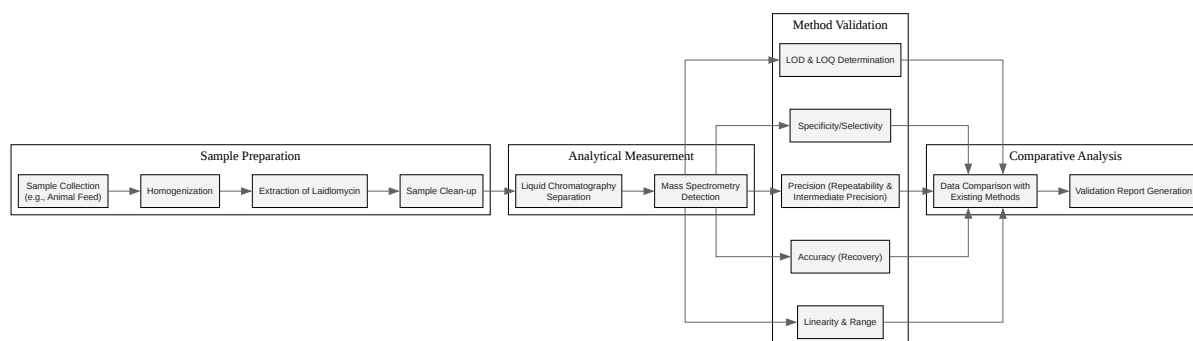 Method Validation
LOD & LOQ Determination
Specificity/Selectivity
Sample Preparation
Analytical Measurement
Comparative Analysis
Sample Collection
(e.g., Animal Feed)
Homogenization
Extraction of Laidlomycin
Sample Clean-up
Liquid Chromatography
Separation
Mass Spectrometry
Detection
Precision (Repeatability &
Intermediate Precision)
Data Comparison with
Existing Methods
Validation Report Generation
Accuracy (Recovery)
Linearity & Range